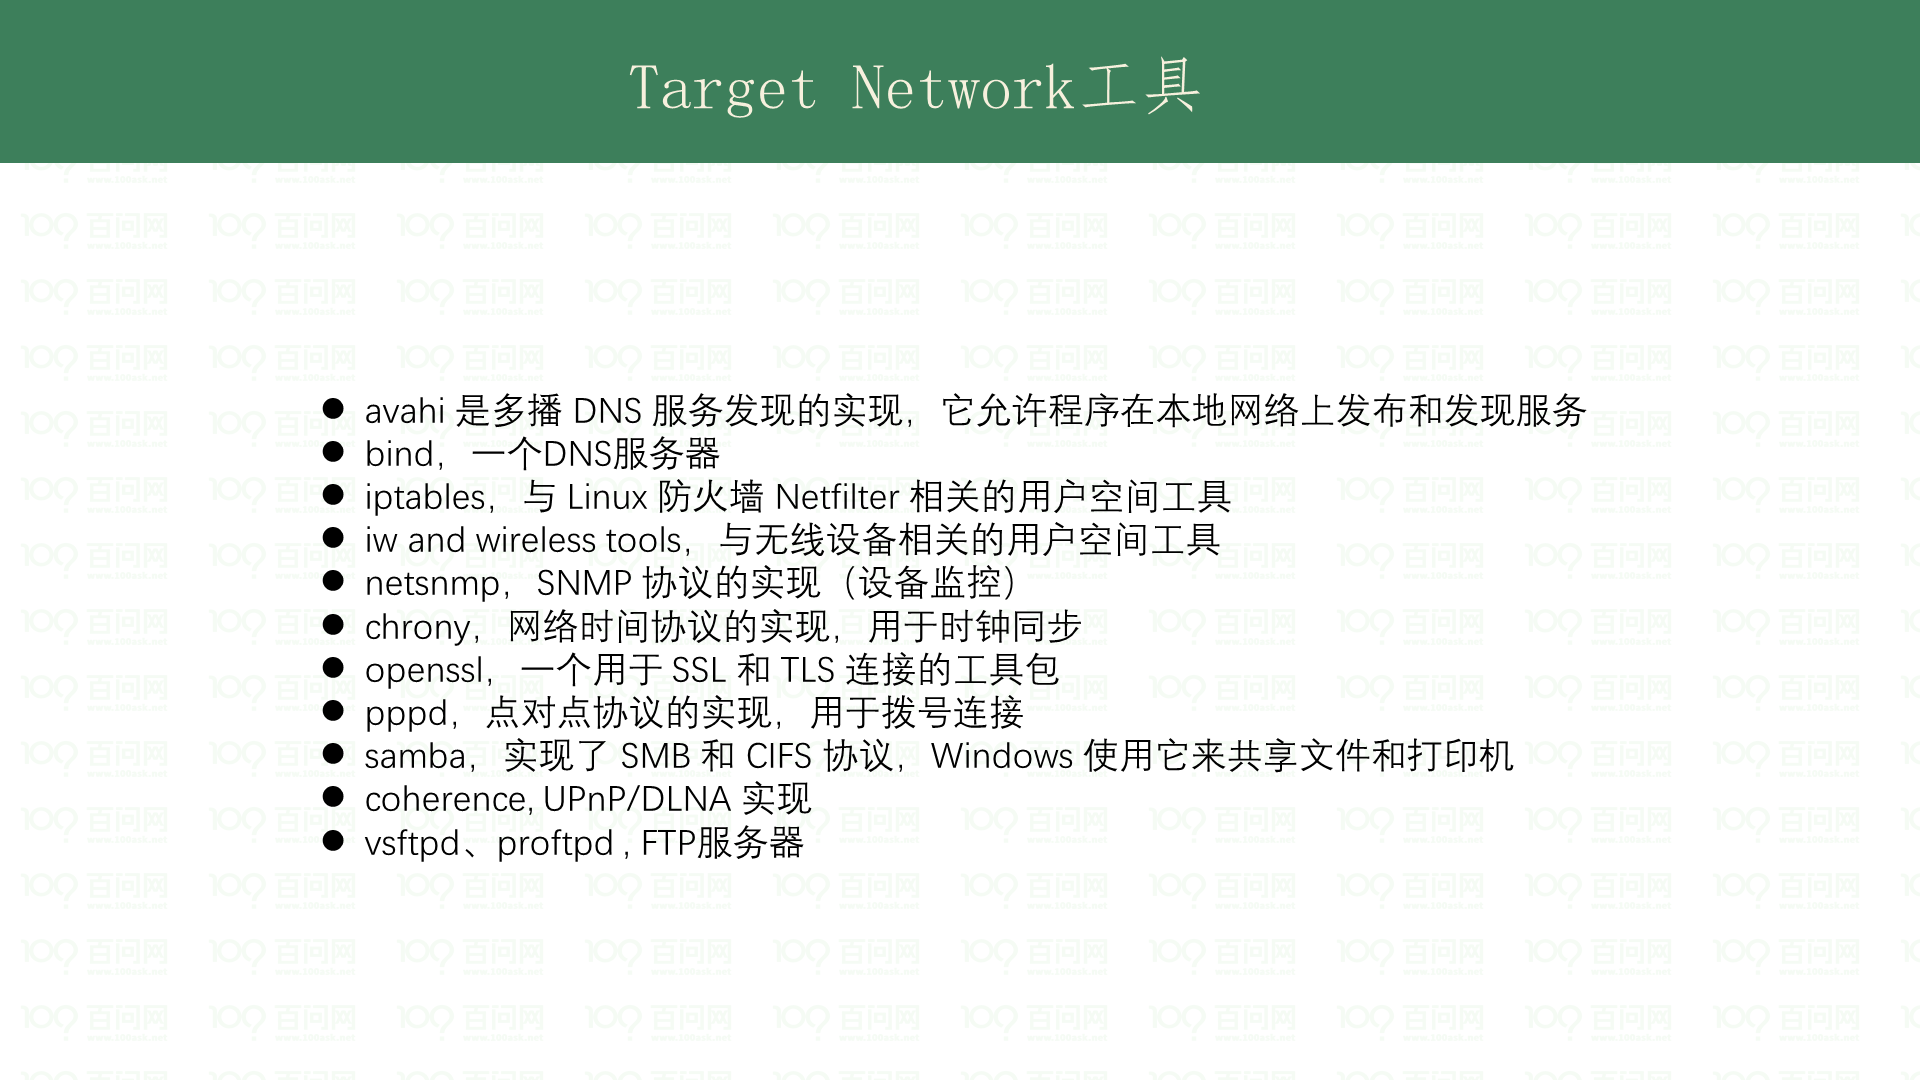 Target Network工具
● avahi 是多播 DNS 服务发现的实现，它允许程序在本地网络上发布和发现服务
● bind，一个DNS服务器
● iptables，与 Linux 防火墙 Netfilter 相关的用户空间工具
● iw and wireless tools，与无线设备相关的用户空间工具
● netsnmp，SNMP 协议的实现（设备监控）
● chrony，网络时间协议的实现，用于时钟同步
● openssl，一个用于 SSL 和 TLS 连接的工具包
● pppd，点对点协议的实现，用于拨号连接
● samba，实现了 SMB 和 CIFS 协议，Windows 使用它来共享文件和打印机
● coherence, UPnP/DLNA 实现
● vsftpd、proftpd , FTP服务器